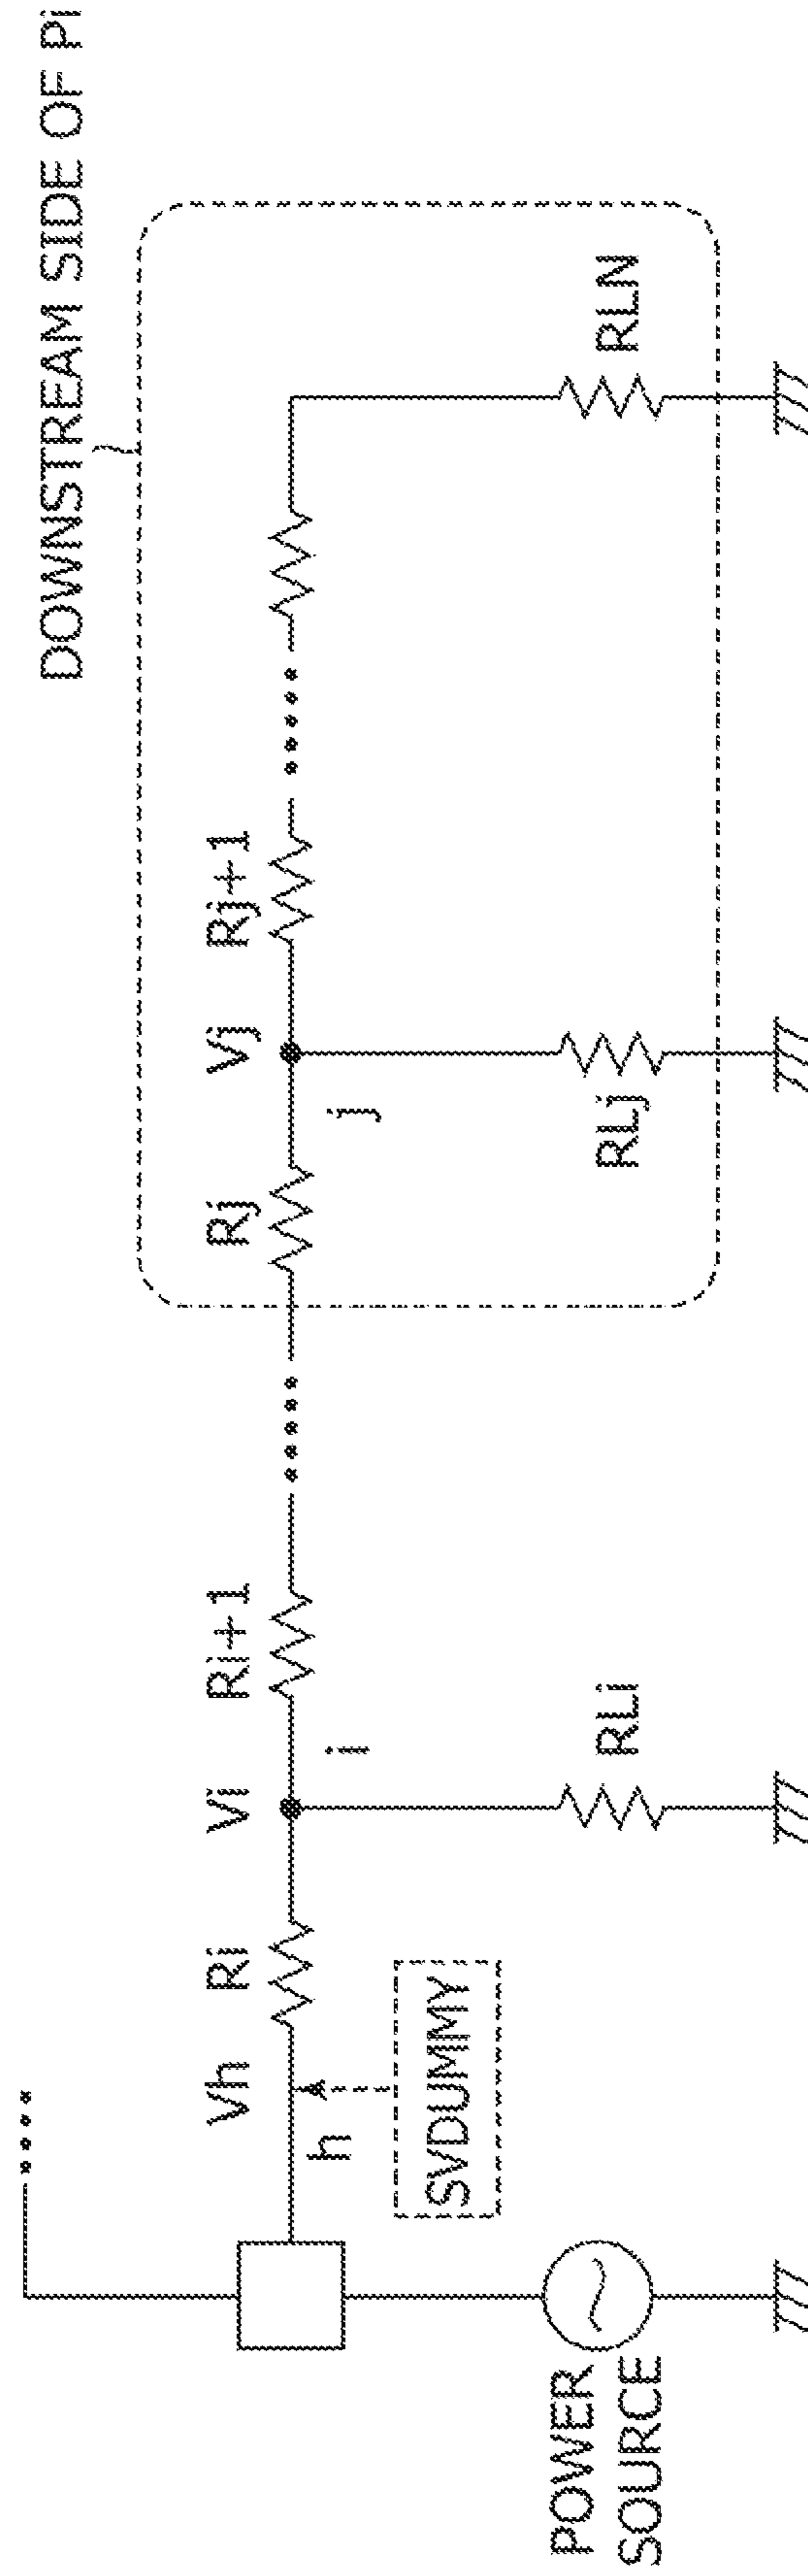 DOWNSTREAM SIDE OF Pi
Vh
Ri
Vi
Ri+1
Rj
Vj
Rj+1
h
i
j
SVDUMMY
POWER
SOURCE
RLi
RLj
RLN